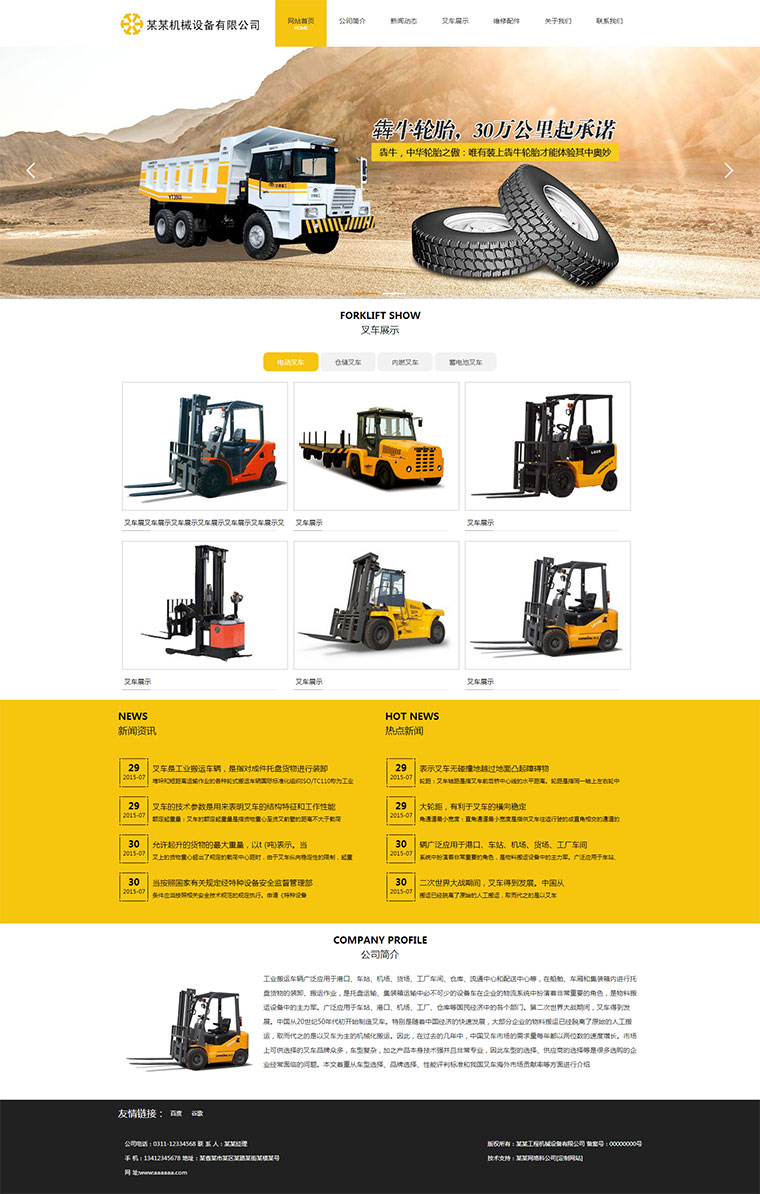 某某机械设备有限公司
网站首页 公司简介 新闻动态 叉车展示 维修配件 关于我们 联系我们
HOME
犇牛轮胎，30万公里起承诺
犇牛，中华轮胎之傲：唯有装上犇牛轮胎才能体验其中奥妙
FORKLIFT SHOW
叉车展示
电动叉车 仓储叉车 内燃叉车 蓄电池叉车
叉车展叉车展示叉车展示叉车展示叉车展示叉车展示叉 叉车展示 叉车展示
叉车展示 叉车展示 叉车展示
NEWS
新闻资讯
29 叉车是工业搬运车辆，是指对成件托盘货物进行装卸
2015-07 堆垛和短距离运输作业的各种轮式搬运车辆国际标准化组织ISO/TC110称为工业
29 叉车的技术参数是用来表明叉车的结构特征和工作性能
2015-07 额定起重量：叉车的额定起重量是指货物重心至货叉前壁的距离不大于载荷
30 允许起升的货物的最大重量，以t (吨)表示。当
2015-07 叉上的货物重心超出了规定的载荷中心距时，由于叉车纵向稳定性的限制，起重
30 当按照国家有关规定经特种设备安全监督管理部
2015-07 条件应当按照相关安全技术规范的规定执行。申请《特种设备
HOT NEWS
热点新闻
29 表示叉车无碰撞地越过地面凸起障碍物
2015-07 轮距：叉车轴距是指叉车前后桥中心线的水平距离。轮距是指同一轴上左右轮中
29 大轮距，有利于叉车的横向稳定
2015-07 角通道最小宽度：直角通道最小宽度是指供叉车往返行驶的成直角相交的通道的
30 辆广泛应用于港口、车站、机场、货场、工厂车间
2015-07 系统中扮演着非常重要的角色，是物料搬运设备中的主力军。广泛应用于车站、
30 二次世界大战期间，叉车得到发展。中国从
2015-07 搬运已经脱离了原始的人工搬运，取而代之的是以叉车
COMPANY PROFILE
公司简介
工业搬运车辆广泛应用于港口、车站、机场、货场、工厂车间、仓库、流通中心和配送中心等，在船舱、车厢和集装箱内进行托
盘货物的装卸、搬运作业，是托盘运输、集装箱运输中必不可少的设备车在企业的物流系统中扮演着非常重要的角色，是物料搬
运设备中的主力军。广泛应用于车站、港口、机场、工厂、仓库等国民经济中的各个部门。第二次世界大战期间，叉车得到发
展。中国从20世纪50年代初开始制造叉车。特别是随着中国经济的快速发展，大部分企业的物料搬运已经脱离了原始的人工搬
运，取而代之的是以叉车为主的机械化搬运。因此，在过去的几年中，中国叉车市场的需求量每年都以两位数的速度增长。市场
上可供选择的叉车品牌众多，车型复杂，加之产品本身技术强并且非常专业，因此车型的选择、供应商的选择等是很多选购的企
业经常面临的问题。本文着重从车型选择、品牌选择、性能评判标准和我国叉车海外市场贡献率等方面进行介绍
友情链接： 百度 谷歌
公司电话：0311-12334568 联 系 人：某某经理
手 机：13412345678 地址：某省某市某区某路某街某楼某号
网 址:www.aaaaaa.com
版权所有：某某工程机械设备有限公司 备案号：00000000号
技术支持：某某网络科公司[定制网站]